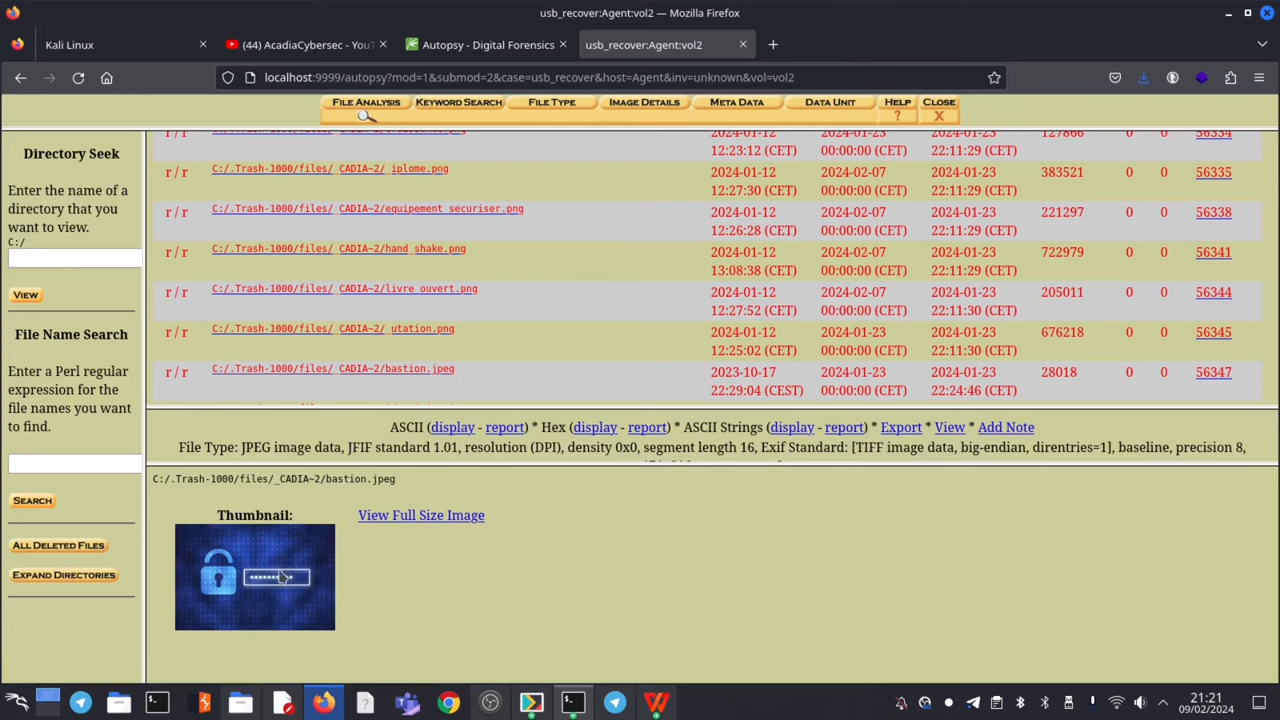 usb_recover:Agent:vol2 — Mozilla Firefox
Kali Linux
(44) AcadiaCybersec - YouT
Autopsy - Digital Forensics
usb_recover:Agent:vol2
localhost:9999/autopsy?mod=1&submod=2&case=usb_recover&host=Agent&inv=unknown&vol=vol2
FILE ANALYSIS KEYWORD SEARCH FILE TYPE IMAGE DETAILS META DATA DATA UNIT HELP CLOSE
? X
Directory Seek
Enter the name of a
directory that you
want to view.
C:/
VIEW
File Name Search
Enter a Perl regular
expression for the
file names you want
to find.
SEARCH
ALL DELETED FILES
EXPAND DIRECTORIES
r / r 2024-01-12 2024-02-07 2024-01-23 127866 0 0 56334
12:23:12 (CET) 00:00:00 (CET) 22:11:29 (CET)
r / r C:/.Trash-1000/files/_CADIA~2/_iplome.png 2024-01-12 2024-02-07 2024-01-23 383521 0 0 56335
12:27:30 (CET) 00:00:00 (CET) 22:11:29 (CET)
r / r C:/.Trash-1000/files/_CADIA~2/equipement_securiser.png 2024-01-12 2024-02-07 2024-01-23 221297 0 0 56338
12:26:28 (CET) 00:00:00 (CET) 22:11:29 (CET)
r / r C:/.Trash-1000/files/_CADIA~2/hand_shake.png 2024-01-12 2024-02-07 2024-01-23 722979 0 0 56341
13:08:38 (CET) 00:00:00 (CET) 22:11:29 (CET)
r / r C:/.Trash-1000/files/_CADIA~2/livre_ouvert.png 2024-01-12 2024-02-07 2024-01-23 205011 0 0 56344
12:27:52 (CET) 00:00:00 (CET) 22:11:30 (CET)
r / r C:/.Trash-1000/files/_CADIA~2/_utation.png 2024-01-12 2024-01-23 2024-01-23 676218 0 0 56345
12:25:02 (CET) 00:00:00 (CET) 22:11:30 (CET)
r / r C:/.Trash-1000/files/_CADIA~2/bastion.jpeg 2023-10-17 2024-01-23 2024-01-23 28018 0 0 56347
22:29:04 (CEST) 00:00:00 (CET) 22:24:46 (CET)
ASCII (display - report) * Hex (display - report) * ASCII Strings (display - report) * Export * View * Add Note
File Type: JPEG image data, JFIF standard 1.01, resolution (DPI), density 0x0, segment length 16, Exif Standard: [TIFF image data, big-endian, direntries=1], baseline, precision 8,
C:/.Trash-1000/files/_CADIA~2/bastion.jpeg
Thumbnail: View Full Size Image
21:21
09/02/2024